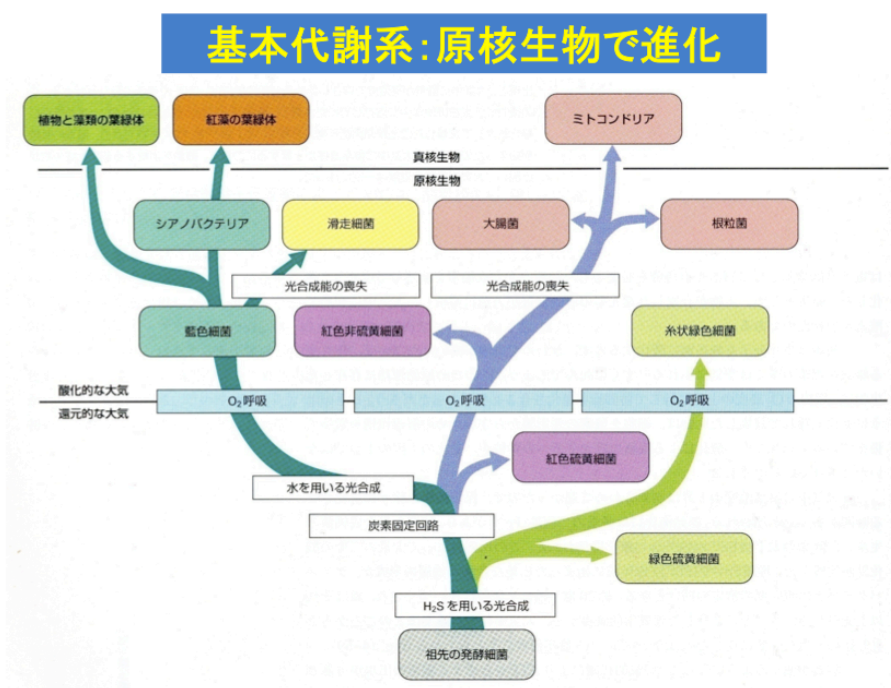 基本代謝系：原核生物で進化
植物と藻類の葉緑体
紅藻の葉緑体
ミトコンドリア
真核生物
原核生物
シアノバクテリア
滑走細菌
大腸菌
根粒菌
光合成能の喪失
光合成能の喪失
藍色細菌
紅色非硫黄細菌
糸状緑色細菌
酸化的な大気
O₂呼吸
O₂呼吸
O₂呼吸
還元的な大気
紅色硫黄細菌
水を用いる光合成
炭素固定回路
緑色硫黄細菌
H₂Sを用いる光合成
祖先の発酵細菌